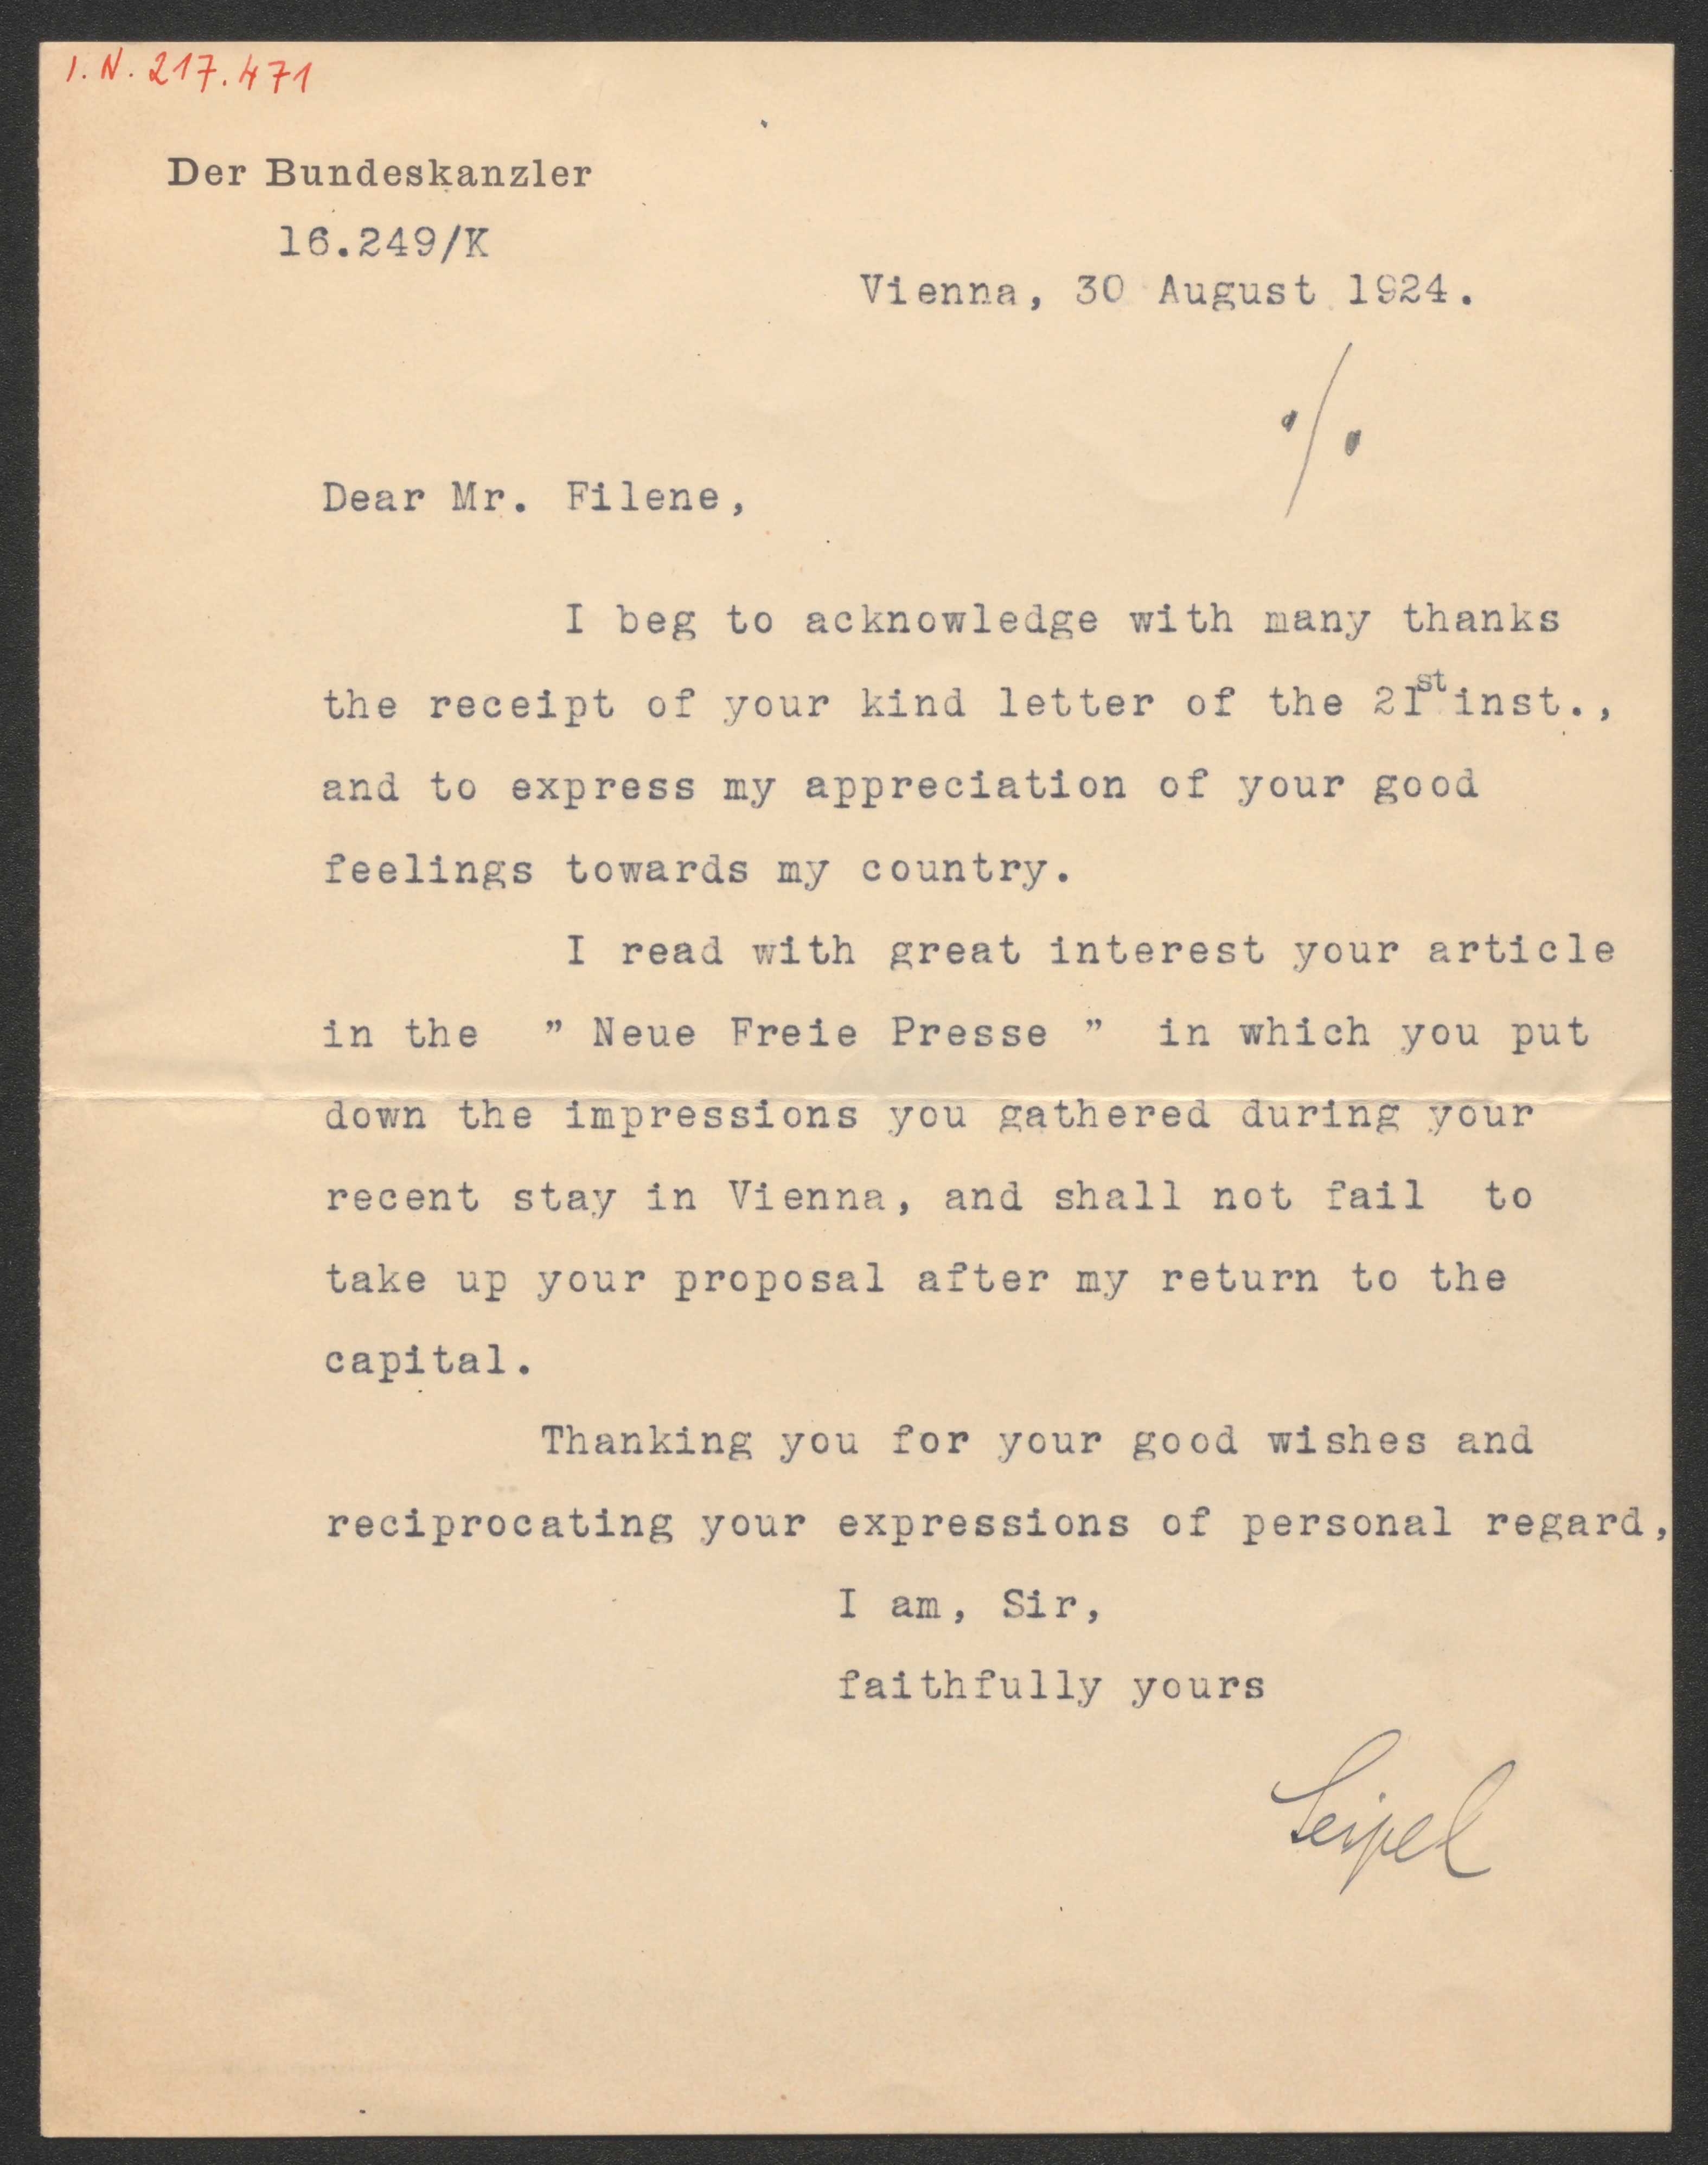 I. N. 217.471
Der Bundeskanzler
16.249/K
Vienna, 30 August 1924.
./.
Dear Mr. Filene,
I beg to acknowledge with many thanks
the receipt of your kind letter of the 21st inst.,
and to express my appreciation of your good
feelings towards my country.
I read with great interest your article
in the " Neue Freie Presse " in which you put
down the impressions you gathered during your
recent stay in Vienna, and shall not fail to
take up your proposal after my return to the
capital.
Thanking you for your good wishes and
reciprocating your expressions of personal regard,
I am, Sir,
faithfully yours
Seipel